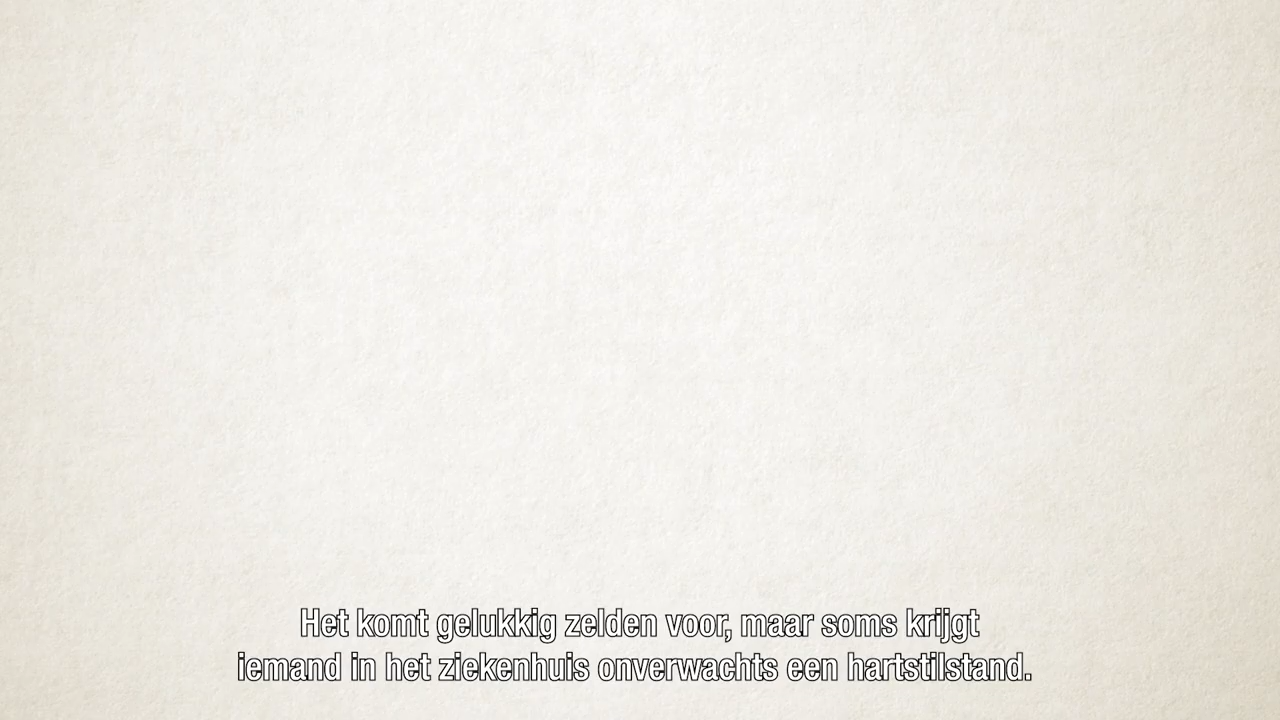 Het komt gelukkig zelden voor, maar soms krijgt
iemand in het ziekenhuis onverwachts een hartstilstand.